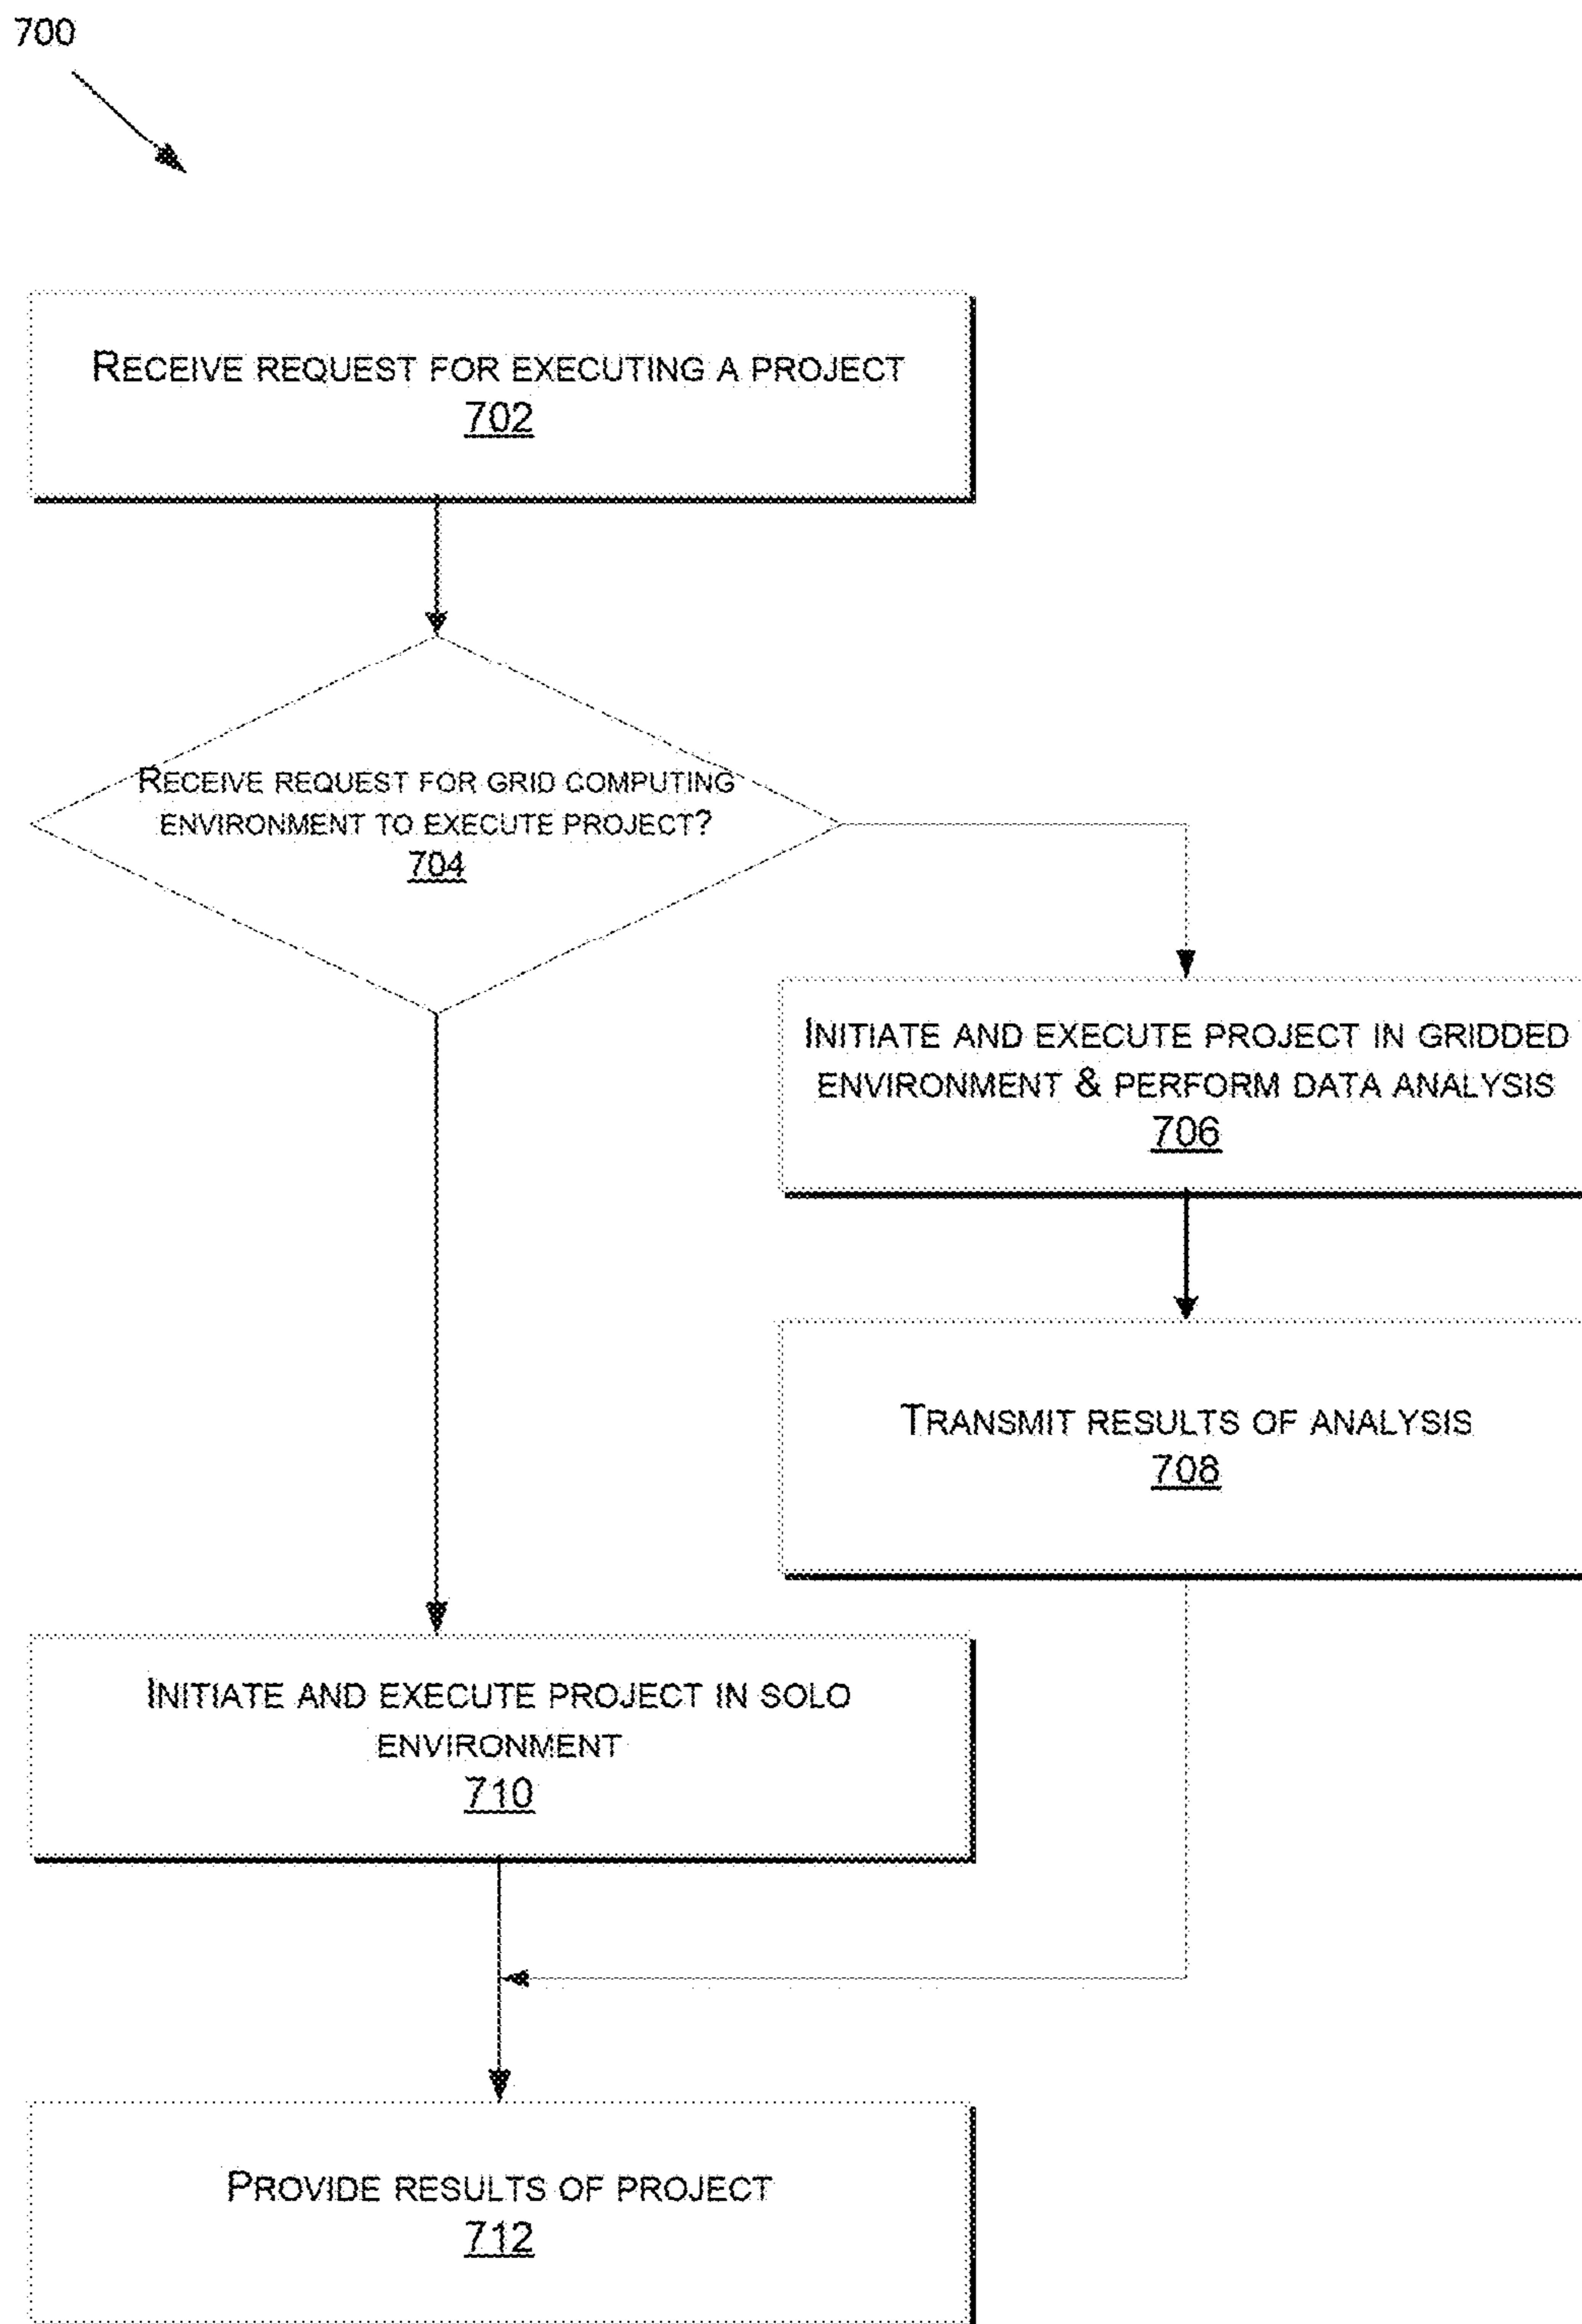 700
RECEIVE REQUEST FOR EXECUTING A PROJECT
702
RECEIVE REQUEST FOR GRID COMPUTING
ENVIRONMENT TO EXECUTE PROJECT?
704
INITIATE AND EXECUTE PROJECT IN GRIDDED
ENVIRONMENT & PERFORM DATA ANALYSIS
706
TRANSMIT RESULTS OF ANALYSIS
708
INITIATE AND EXECUTE PROJECT IN SOLO
ENVIRONMENT
710
PROVIDE RESULTS OF PROJECT
712